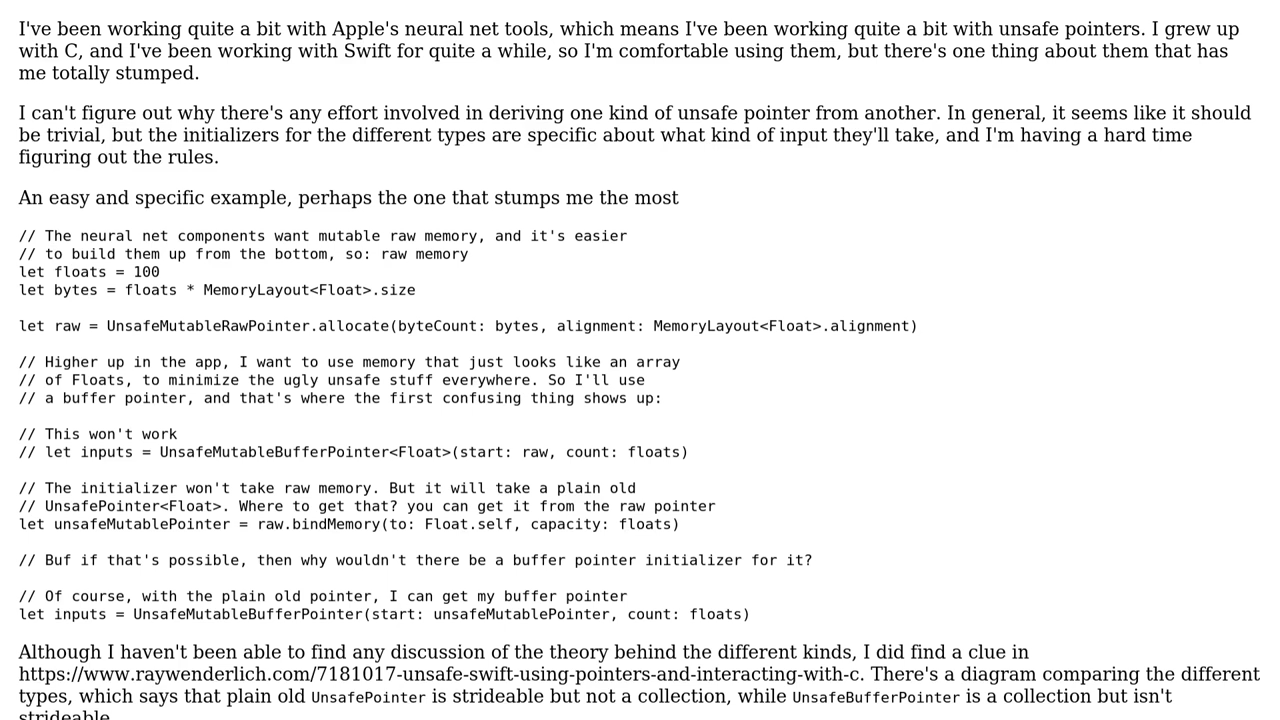 I've been working quite a bit with Apple's neural net tools, which means I've been working quite a bit with unsafe pointers. I grew up
with C, and I've been working with Swift for quite a while, so I'm comfortable using them, but there's one thing about them that has
me totally stumped.
I can't figure out why there's any effort involved in deriving one kind of unsafe pointer from another. In general, it seems like it should
be trivial, but the initializers for the different types are specific about what kind of input they'll take, and I'm having a hard time
figuring out the rules.
An easy and specific example, perhaps the one that stumps me the most
// The neural net components want mutable raw memory, and it's easier
// to build them up from the bottom, so: raw memory
let floats = 100
let bytes = floats * MemoryLayout<Float>.size
let raw = UnsafeMutableRawPointer.allocate(byteCount: bytes, alignment: MemoryLayout<Float>.alignment)
// Higher up in the app, I want to use memory that just looks like an array
// of Floats, to minimize the ugly unsafe stuff everywhere. So I'll use
// a buffer pointer, and that's where the first confusing thing shows up:
// This won't work
// let inputs = UnsafeMutableBufferPointer<Float>(start: raw, count: floats)
// The initializer won't take raw memory. But it will take a plain old
// UnsafePointer<Float>. Where to get that? you can get it from the raw pointer
let unsafeMutablePointer = raw.bindMemory(to: Float.self, capacity: floats)
// Buf if that's possible, then why wouldn't there be a buffer pointer initializer for it?
// Of course, with the plain old pointer, I can get my buffer pointer
let inputs = UnsafeMutableBufferPointer(start: unsafeMutablePointer, count: floats)
Although I haven't been able to find any discussion of the theory behind the different kinds, I did find a clue in
https://www.raywenderlich.com/7181017-unsafe-swift-using-pointers-and-interacting-with-c. There's a diagram comparing the different
types, which says that plain old UnsafePointer is strideable but not a collection, while UnsafeBufferPointer is a collection but isn't
strideable.